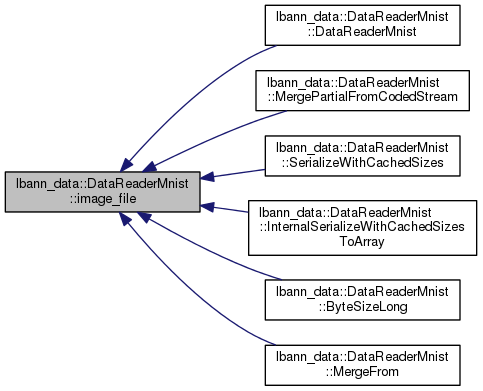 lbann_data::DataReaderMnist
::DataReaderMnist
lbann_data::DataReaderMnist
::MergePartialFromCodedStream
lbann_data::DataReaderMnist
::SerializeWithCachedSizes
lbann_data::DataReaderMnist
::image_file
lbann_data::DataReaderMnist
::InternalSerializeWithCachedSizes
ToArray
lbann_data::DataReaderMnist
::ByteSizeLong
lbann_data::DataReaderMnist
::MergeFrom